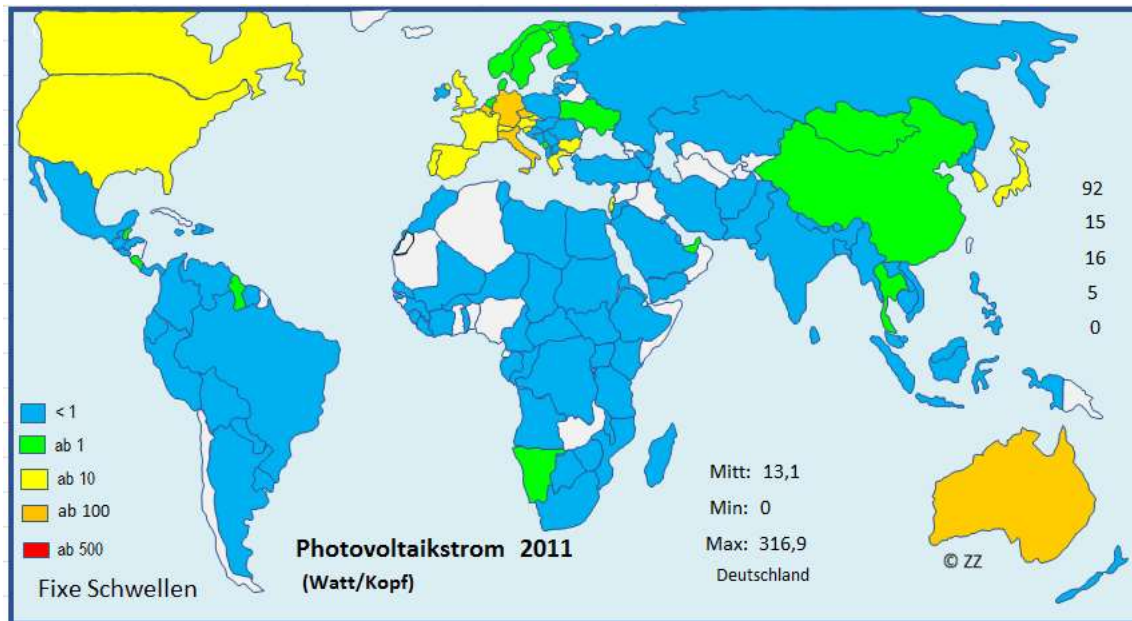 92
15
16
5
0
< 1
ab 1
ab 10
ab 100
ab 500
Fixe Schwellen
Photovoltaikstrom 2011
(Watt/Kopf)
Mitt: 13,1
Min: 0
Max: 316,9
Deutschland
© ZZ